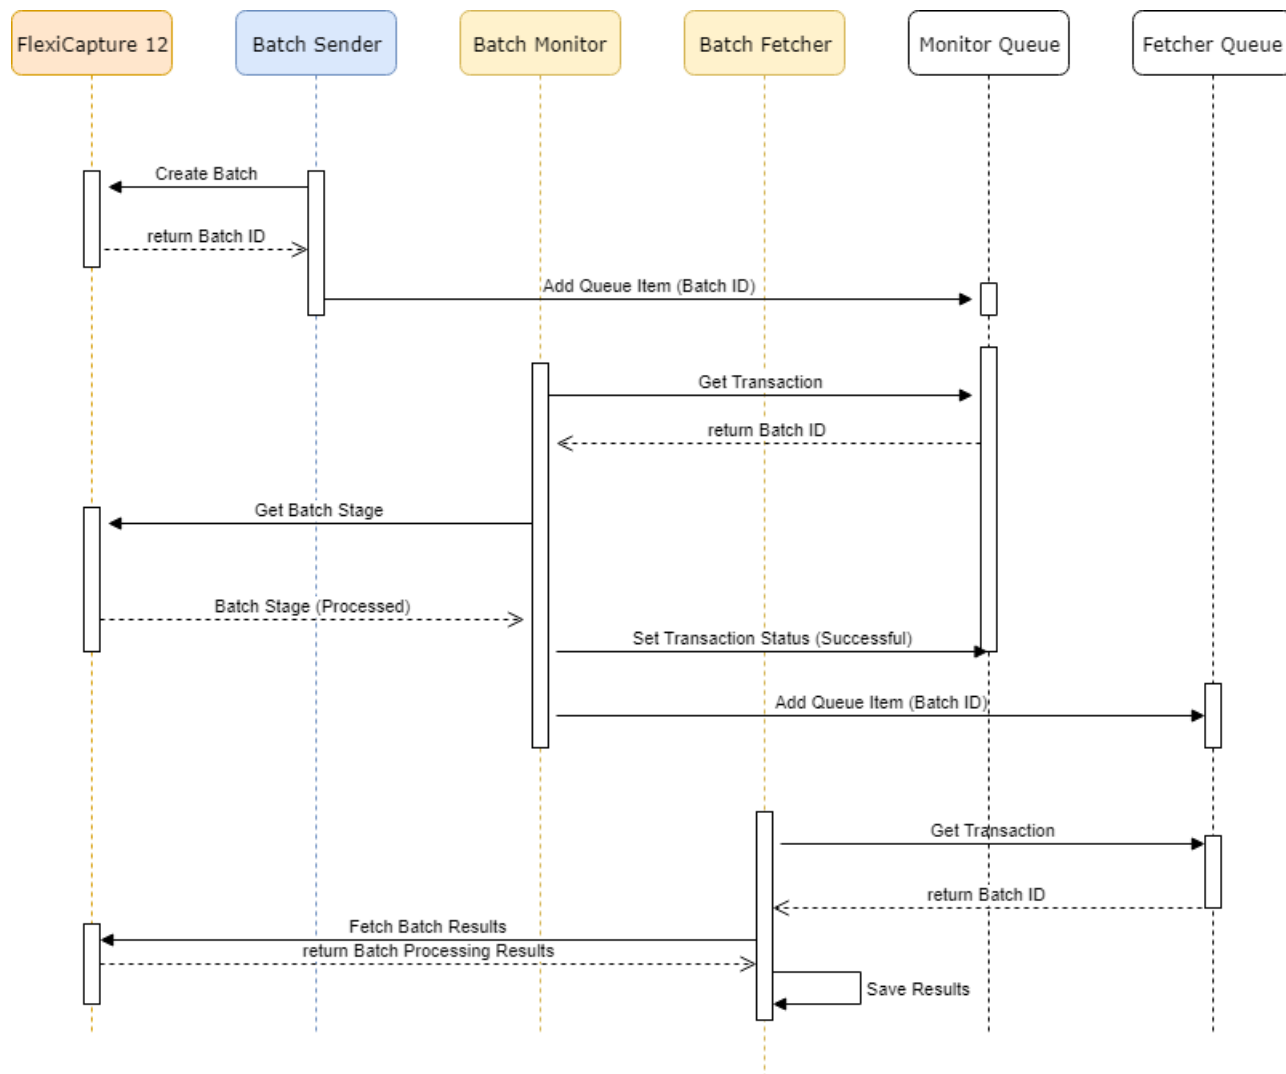 FlexiCapture 12
Batch Sender
Batch Monitor
Batch Fetcher
Monitor Queue
Fetcher Queue
Create Batch
return Batch ID
Add Queue Item (Batch ID)
Get Transaction
return Batch ID
Get Batch Stage
Batch Stage (Processed)
Set Transaction Status (Successful)
Add Queue Item (Batch ID)
Get Transaction
return Batch ID
Fetch Batch Results
return Batch Processing Results
Save Results